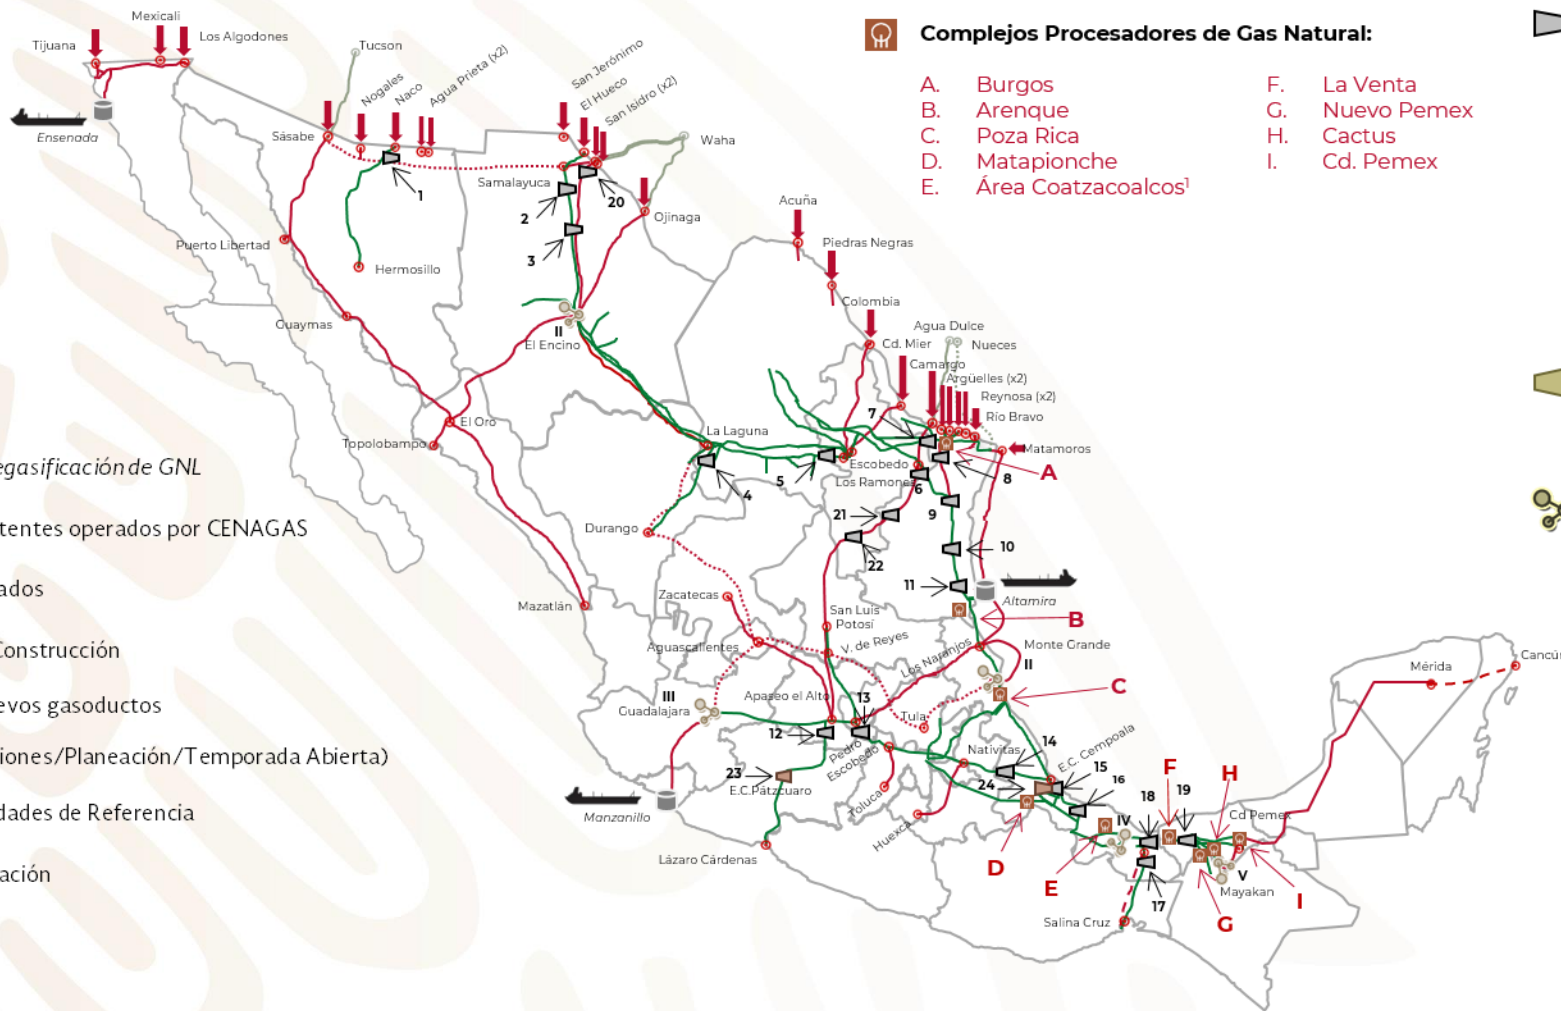 Complejos Procesadores de Gas Natural:
A. Burgos
B. Arenque
C. Poza Rica
D. Matapionche
E. Área Coatzacoalcos¹
F. La Venta
G. Nuevo Pemex
H. Cactus
I. Cd. Pemex
Mexicali
Tijuana
Los Algodones
Ensenada
Tucson
Nogales
Naco
Agua Prieta (x2)
Sásabe
San Jerónimo
El Hueco
San Isidro (x2)
Waha
Samalayuca
1
2
20
3
Ojinaga
Puerto Libertad
Hermosillo
Guaymas
II
El Encino
Acuña
Piedras Negras
Colombia
Agua Dulce
Nueces
Cd. Mier
Camargo
Argüelles (x2)
Reynosa (x2)
Río Bravo
7
Matamoros
El Oro
Topolobampo
La Laguna
Escobedo
Los Ramones
A
4
5
6
8
9
21
22
10
11
Durango
Altamira
Mazatlán
Zacatecas
San Luis
Potosí
B
Aguascalientes
V. de Reyes
Los Naranjos
Monte Grande
II
C
III
Guadalajara
Apaseo el Alto
13
Tula
12
Pedro
Escobedo
Nativitas
14
E.C. Cempoala
15
16
23
E.C.Pátzcuaro
24
Toluca
Huexca
Manzanillo
Lázaro Cárdenas
D
E
IV
18
F
19
H
Cd Pemex
Mérida
Cancún
17
V
Mayakan
G
I
Salina Cruz
egasificación de GNL
tentes operados por CENAGAS
ados
Construcción
evos gasoductos
iones/Planeación/Temporada Abierta)
dades de Referencia
ación